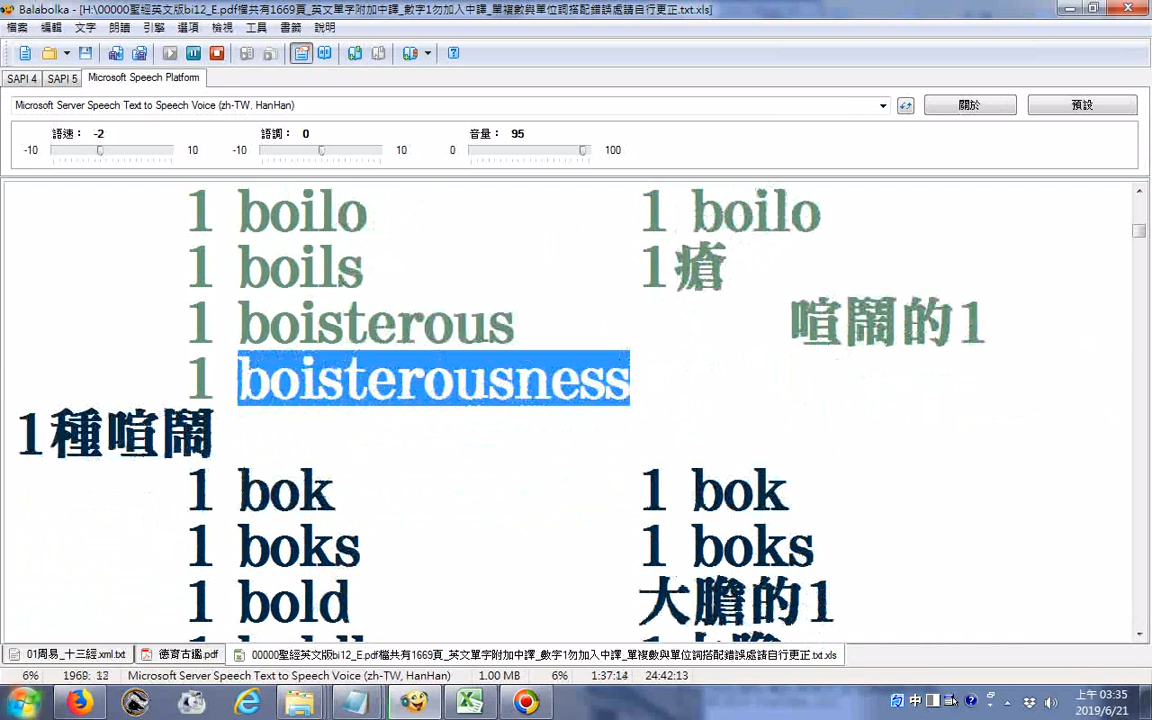 Balabolka - [H:\00000聖經英文版bi12_E.pdf檔共有1669頁_英文單字附加中譯_數字1勿加入中譯_單複數與單位詞搭配錯誤處請自行更正.txt.xls]
檔案 編輯 文字 朗讀 引擎 選項 檢視 工具 書籤 說明
SAPI 4 SAPI 5 Microsoft Speech Platform
Microsoft Server Speech Text to Speech Voice (zh-TW, HanHan) 關於 預設
語速： -2 語調： 0 音量： 95
-10 10 -10 10 0 100
1 boilo 1 boilo
1 boils 1瘡
1 boisterous 喧鬧的1
1 boisterousness
1種喧鬧
1 bok 1 bok
1 boks 1 boks
1 bold 大膽的1
01周易_十三經.xml.txt 德育古鑑.pdf 00000聖經英文版bi12_E.pdf檔共有1669頁_英文單字附加中譯_數字1勿加入中譯_單複數與單位詞搭配錯誤處請自行更正.txt.xls
6% 1969: 12 Microsoft Server Speech Text to Speech Voice (zh-TW, HanHan) 1.00 MB 6% 1:37:14 24:42:13
中 上午 03:35
2019/6/21